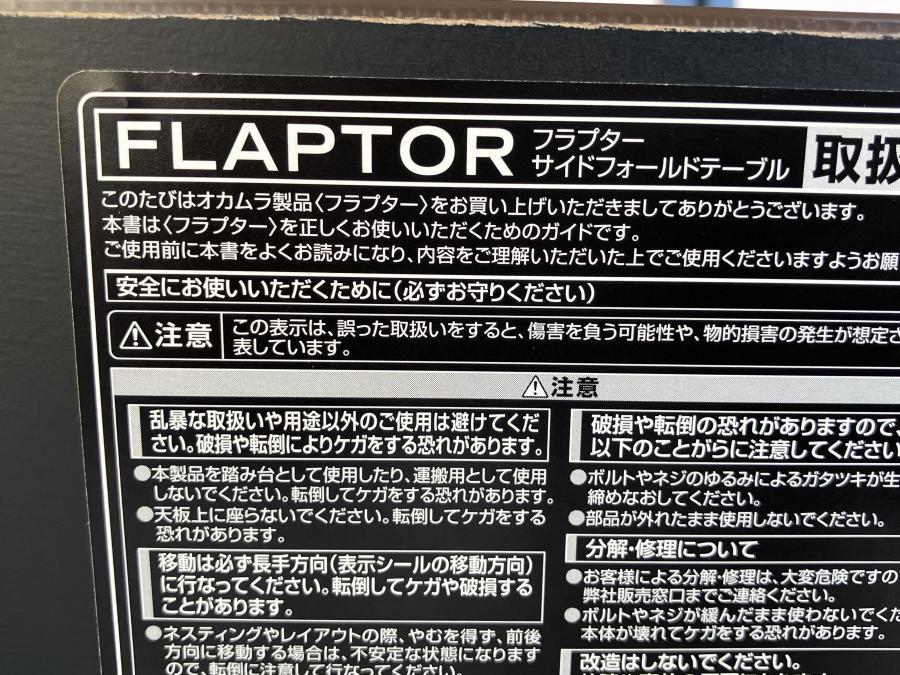 FLAPTOR
フラプター
サイドフォールドテーブル
取扱
このたびはオカムラ製品〈フラプター〉をお買い上げいただきましてありがとうございます。
本書は〈フラプター〉を正しくお使いいただくためのガイドです。
ご使用前に本書をよくお読みになり、内容をご理解いただいた上でご使用くださいますようお願
安全にお使いいただくために(必ずお守りください)
⚠注意
この表示は、誤った取扱いをすると、傷害を負う可能性や、物的損害の発生が想定さ
表しています。
⚠注意
乱暴な取扱いや用途以外のご使用は避けてくだ
さい。破損や転倒によりケガをする恐れがあります。
●本製品を踏み台として使用したり、運搬用として使用
しないでください。転倒してケガをする恐れがあります。
●天板上に座らないでください。転倒してケガをする
恐れがあります。
移動は必ず長手方向(表示シールの移動方向)
に行なってください。転倒してケガや破損する
ことがあります。
●ネスティングやレイアウトの際、やむを得ず、前後
方向に移動する場合は、不安定な状態になります
ので、転倒に注意して行なってください。
破損や転倒の恐れがありますので、
以下のことがらに注意してください
●ボルトやネジのゆるみによるガタツキが生
締めなおしてください。
●部品が外れたまま使用しないでください。
分解・修理について
●お客様による分解・修理は、大変危険ですの
弊社販売窓口までご連絡ください。
●ボルトやネジが緩んだまま使わないでくだ
本体が壊れてケガをする恐れがあります。
改造はしないでください。